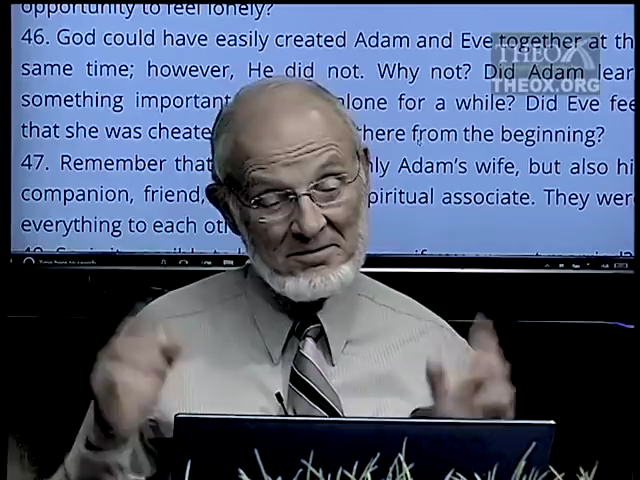 opportunity to feel lonely?
46. God could have easily created Adam and Eve together at th
same time; however, He did not. Why not? Did Adam lear
something important alone for a while? Did Eve fee
that she was cheate here from the beginning?
47. Remember that ly Adam's wife, but also hi
companion, friend, piritual associate. They were
everything to each oth
THEOX
THEOX.ORG